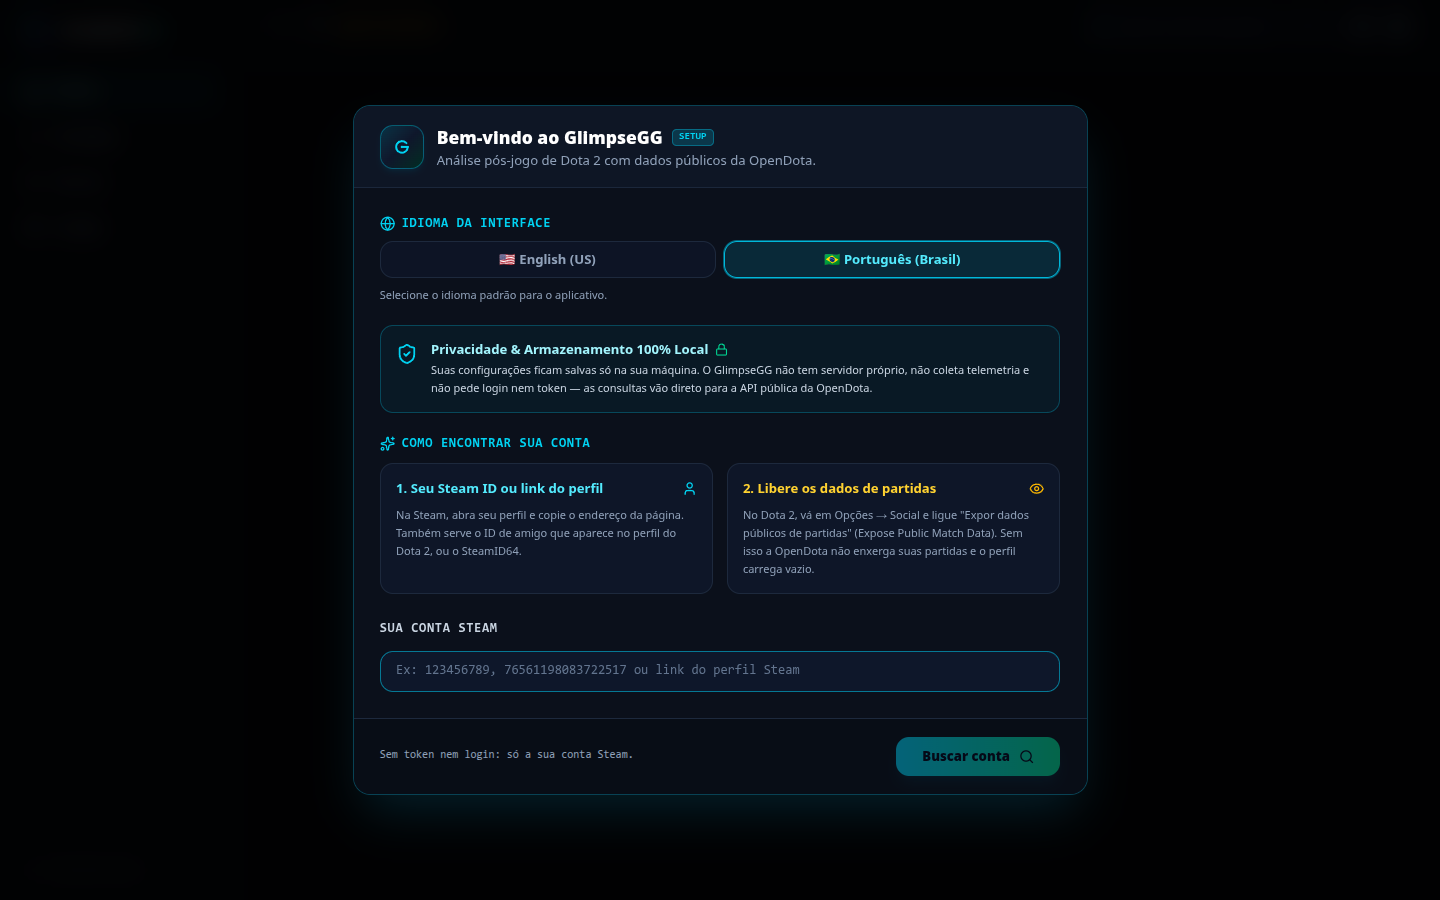 G
Bem-vindo ao GlimpseGG SETUP
Análise pós-jogo de Dota 2 com dados públicos da OpenDota.
IDIOMA DA INTERFACE
🇺🇸 English (US)
🇧🇷 Português (Brasil)
Selecione o idioma padrão para o aplicativo.
Privacidade & Armazenamento 100% Local
Suas configurações ficam salvas só na sua máquina. O GlimpseGG não tem servidor próprio, não coleta telemetria e
não pede login nem token — as consultas vão direto para a API pública da OpenDota.
COMO ENCONTRAR SUA CONTA
1. Seu Steam ID ou link do perfil
Na Steam, abra seu perfil e copie o endereço da página.
Também serve o ID de amigo que aparece no perfil do
Dota 2, ou o SteamID64.
2. Libere os dados de partidas
No Dota 2, vá em Opções → Social e ligue "Expor dados
públicos de partidas" (Expose Public Match Data). Sem
isso a OpenDota não enxerga suas partidas e o perfil
carrega vazio.
SUA CONTA STEAM
Ex: 123456789, 76561198083722517 ou link do perfil Steam
Sem token nem login: só a sua conta Steam.
Buscar conta